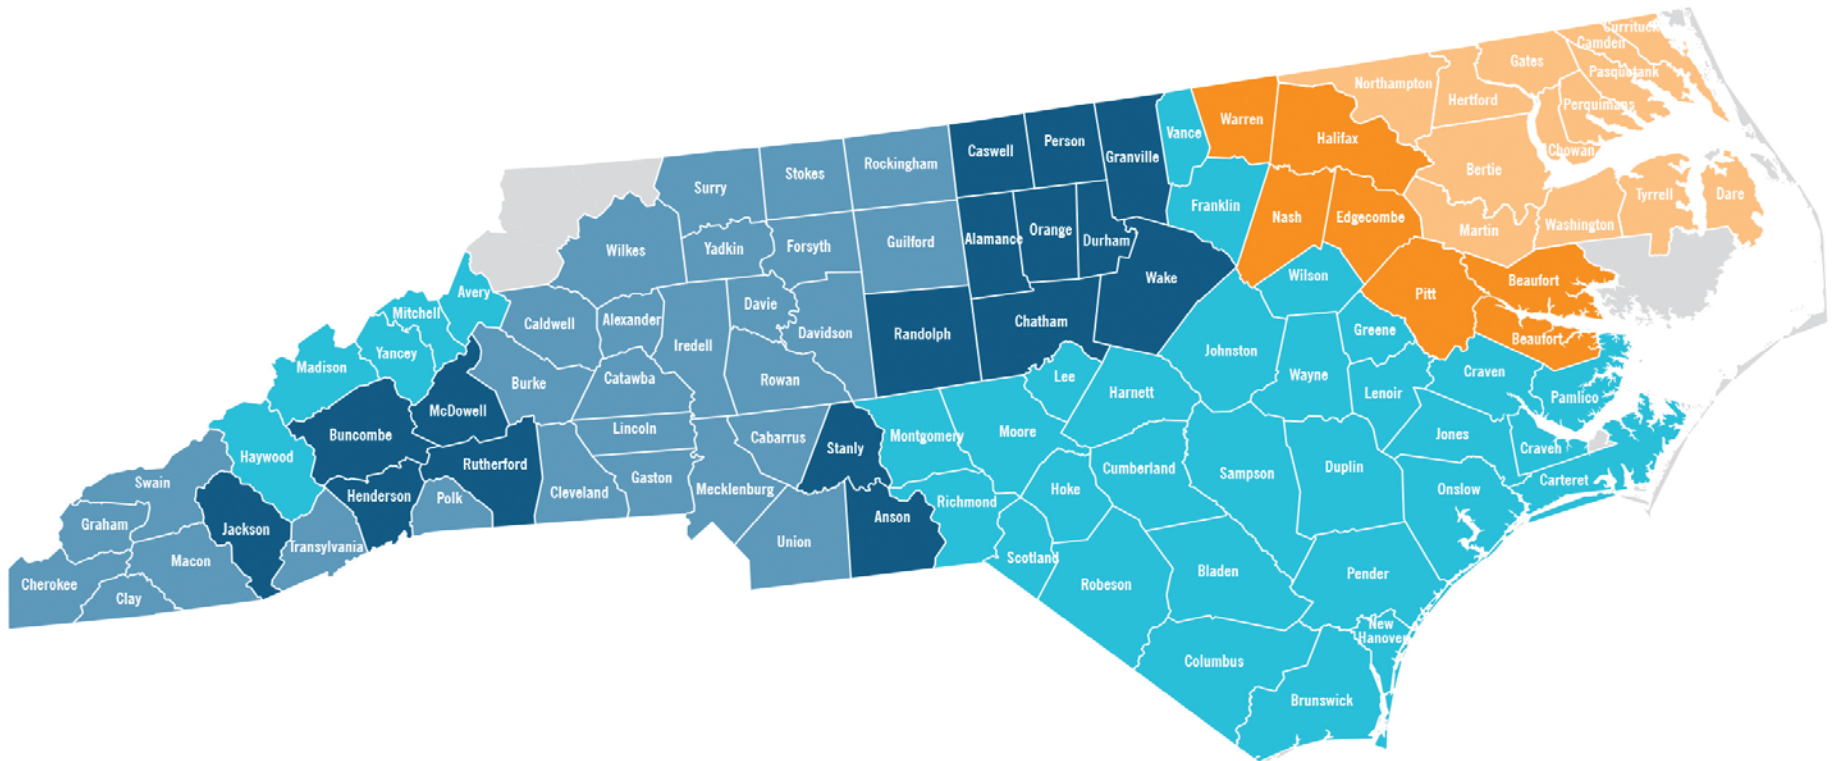 Currituck
Camden
Gates
Pasquotank
Northampton
Hertford
Perquimans
Warren
Vance
Halifax
Chowan
Person
Caswell
Granville
Rockingham
Bertie
Stokes
Surry
Tyrrell
Dare
Franklin
Nash
Edgecombe
Washington
Martin
Orange
Alamance
Durham
Guilford
Forsyth
Yadkin
Wilkes
Wake
Wilson
Beaufort
Avery
Pitt
Davie
Mitchell
Alexander
Caldwell
Chatham
Greene
Randolph
Davidson
Beaufort
Iredell
Yancey
Johnston
Madison
Craven
Wayne
Lee
Catawba
Rowan
Burke
Harnett
Lenoir
Pamlico
McDowell
Lincoln
Moore
Montgomery
Buncombe
Cabarrus
Jones
Stanly
Craven
Haywood
Rutherford
Cumberland
Duplin
Sampson
Gaston
Swain
Carteret
Hoke
Onslow
Mecklenburg
Cleveland
Henderson
Polk
Richmond
Anson
Graham
Jackson
Union
Transylvania
Scotland
Macon
Bladen
Pender
Robeson
Cherokee
Clay
New
Hanover
Columbus
Brunswick